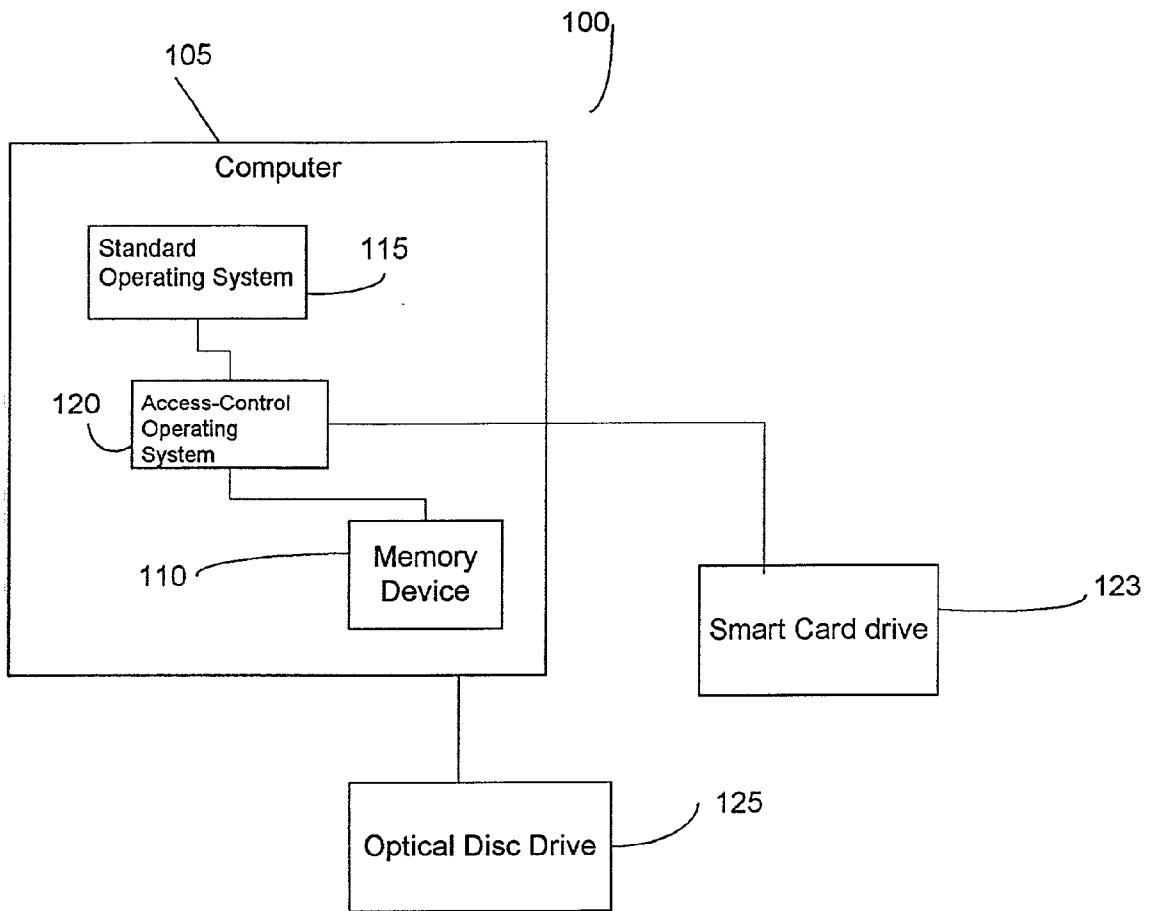 100
105
Computer
Standard
Operating System
115
120
Access-Control
Operating
System
110
Memory
Device
123
Smart Card drive
125
Optical Disc Drive